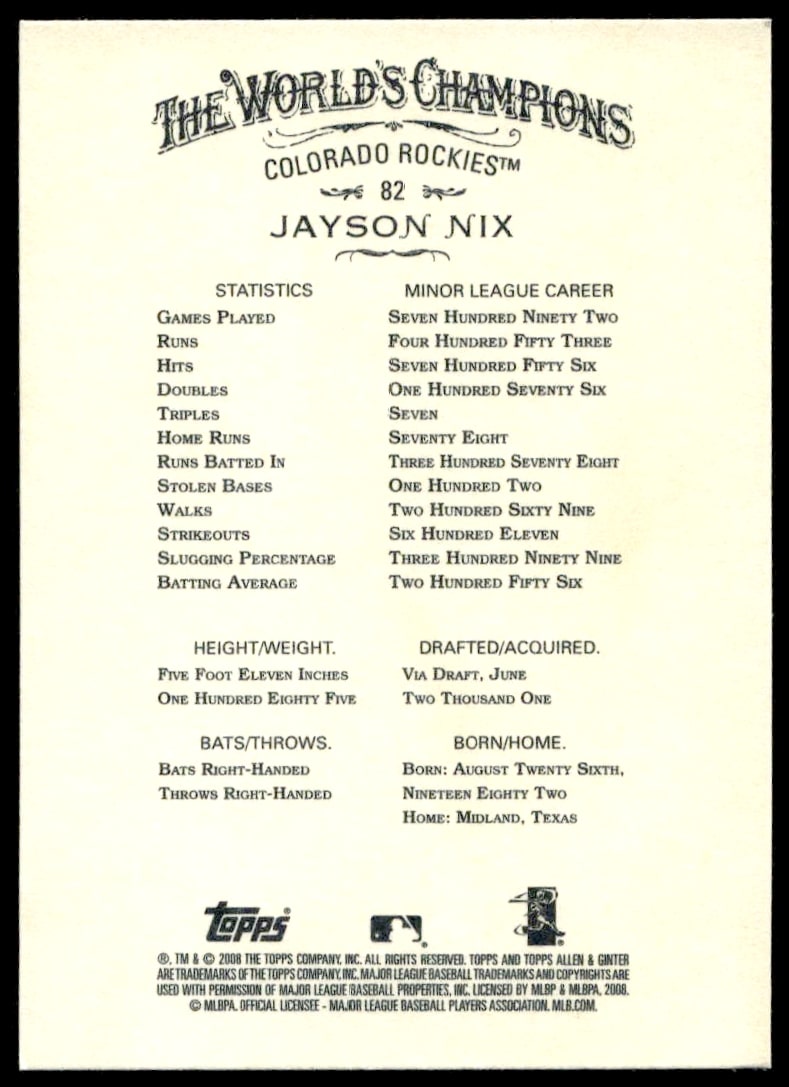 THE WORLD'S CHAMPIONS
COLORADO ROCKIES™
82
JAYSON NIX
STATISTICS MINOR LEAGUE CAREER
GAMES PLAYED SEVEN HUNDRED NINETY TWO
RUNS FOUR HUNDRED FIFTY THREE
HITS SEVEN HUNDRED FIFTY SIX
DOUBLES ONE HUNDRED SEVENTY SIX
TRIPLES SEVEN
HOME RUNS SEVENTY EIGHT
RUNS BATTED IN THREE HUNDRED SEVENTY EIGHT
STOLEN BASES ONE HUNDRED TWO
WALKS TWO HUNDRED SIXTY NINE
STRIKEOUTS SIX HUNDRED ELEVEN
SLUGGING PERCENTAGE THREE HUNDRED NINETY NINE
BATTING AVERAGE TWO HUNDRED FIFTY SIX
HEIGHT/WEIGHT.
FIVE FOOT ELEVEN INCHES
ONE HUNDRED EIGHTY FIVE
DRAFTED/ACQUIRED.
VIA DRAFT, JUNE
TWO THOUSAND ONE
BATS/THROWS.
BATS RIGHT-HANDED
THROWS RIGHT-HANDED
BORN/HOME.
BORN: AUGUST TWENTY SIXTH,
NINETEEN EIGHTY TWO
HOME: MIDLAND, TEXAS
Topps®
®, TM & © 2008 THE TOPPS COMPANY, INC. ALL RIGHTS RESERVED. TOPPS AND TOPPS ALLEN & GINTER
ARE TRADEMARKS OF THE TOPPS COMPANY, INC. MAJOR LEAGUE BASEBALL TRADEMARKS AND COPYRIGHTS ARE
USED WITH PERMISSION OF MAJOR LEAGUE BASEBALL PROPERTIES, INC. LICENSED BY MLBP & MLBPA, 2008.
© MLBPA. OFFICIAL LICENSEE - MAJOR LEAGUE BASEBALL PLAYERS ASSOCIATION. MLB.COM.